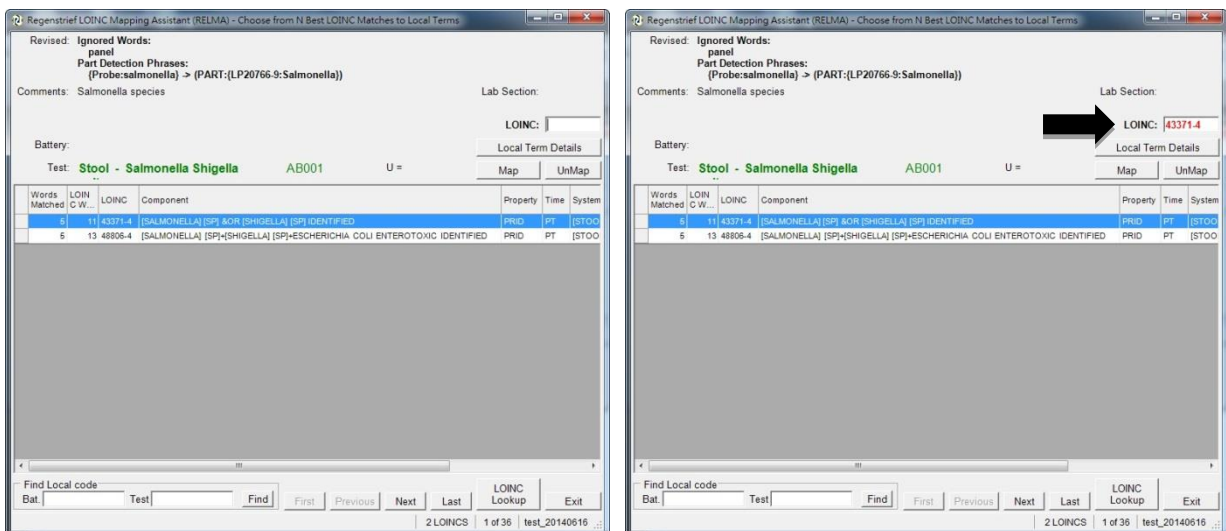 Regenstrief LOINC Mapping Assistant (RELMA) - Choose from N Best LOINC Matches to Local Terms
Revised: Ignored Words:
panel
Part Detection Phrases:
{Probe:salmonella} -> (PART:{LP20766-9:Salmonella})
Comments: Salmonella species Lab Section:
LOINC:
Battery: Local Term Details
Test: Stool - Salmonella Shigella AB001 U = Map UnMap
Words Matched LOIN C W... LOINC Component Property Time System
5 11 43371-4 [SALMONELLA] [SP] &OR [SHIGELLA] [SP] IDENTIFIED PRID PT [STOO
5 13 48806-4 [SALMONELLA] [SP]+[SHIGELLA] [SP]+ESCHERICHIA COLI ENTEROTOXIC IDENTIFIED PRID PT [STOO
Find Local code
Bat. Test Find First Previous Next Last LOINC Lookup Exit
2 LOINCS 1 of 36 test_20140616
Regenstrief LOINC Mapping Assistant (RELMA) - Choose from N Best LOINC Matches to Local Terms
Revised: Ignored Words:
panel
Part Detection Phrases:
{Probe:salmonella} -> (PART:{LP20766-9:Salmonella})
Comments: Salmonella species Lab Section:
LOINC: 43371-4
Battery: Local Term Details
Test: Stool - Salmonella Shigella AB001 U = Map UnMap
Words Matched LOIN C W... LOINC Component Property Time System
5 11 43371-4 [SALMONELLA] [SP] &OR [SHIGELLA] [SP] IDENTIFIED PRID PT [STOO
5 13 48806-4 [SALMONELLA] [SP]+[SHIGELLA] [SP]+ESCHERICHIA COLI ENTEROTOXIC IDENTIFIED PRID PT [STOO
Find Local code
Bat. Test Find First Previous Next Last LOINC Lookup Exit
2 LOINCS 1 of 36 test_20140616